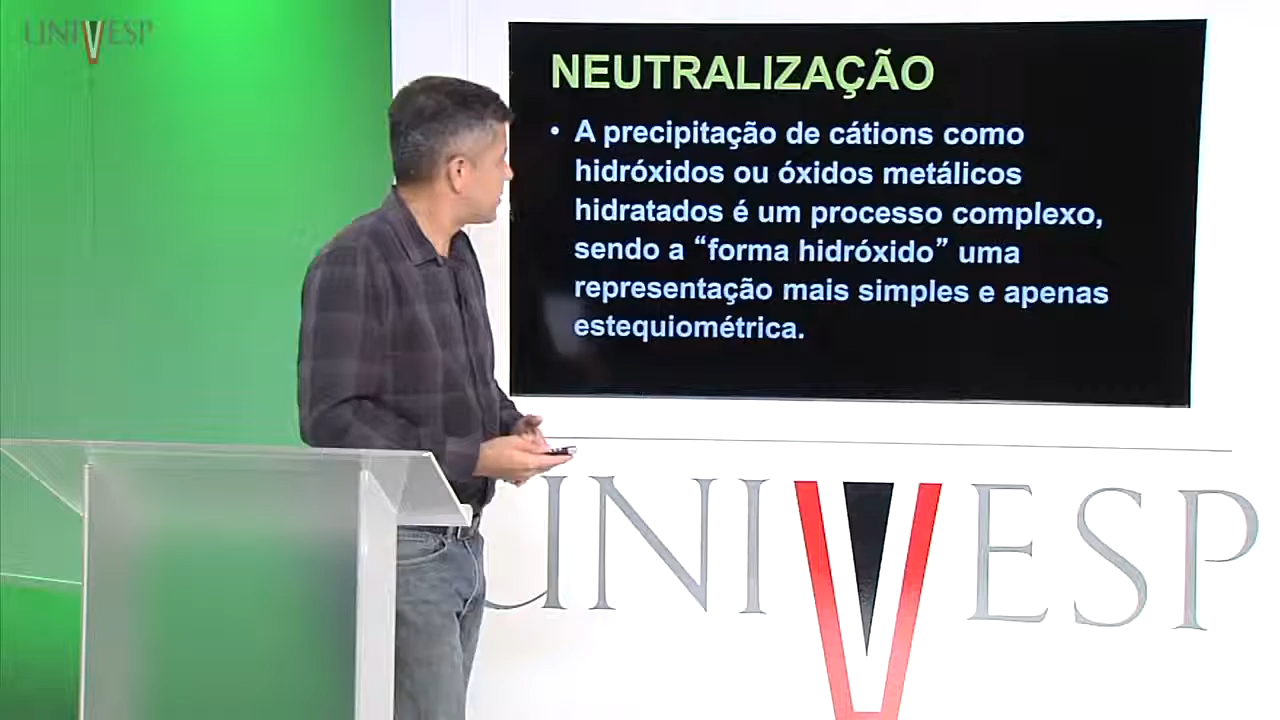 UNIVESP
NEUTRALIZAÇÃO
• A precipitação de cátions como
hidróxidos ou óxidos metálicos
hidratados é um processo complexo,
sendo a “forma hidróxido” uma
representação mais simples e apenas
estequiométrica.
UNIVESP